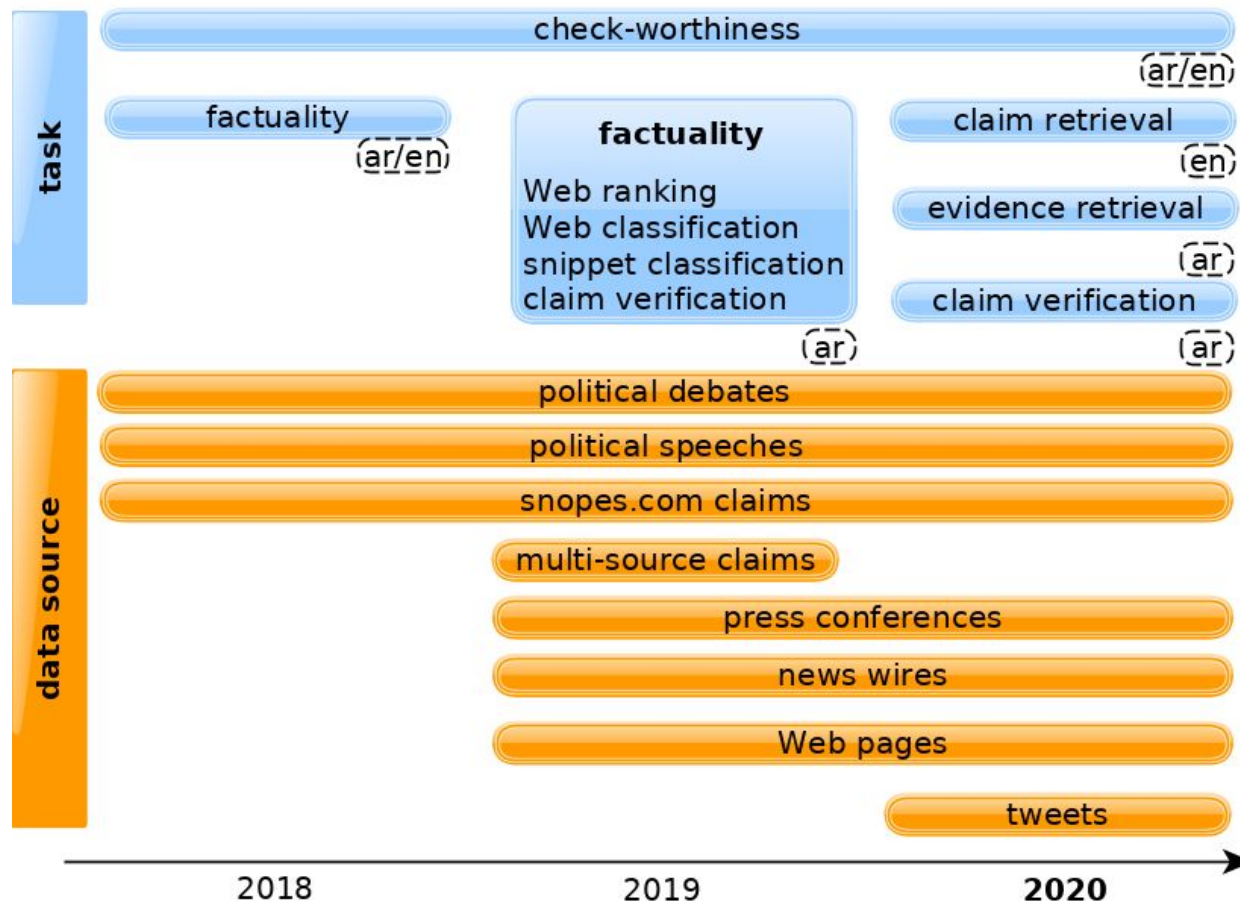 task
check-worthiness
ar/en
factuality
ar/en
factuality
Web ranking
Web classification
snippet classification
claim verification
ar
claim retrieval
en
evidence retrieval
ar
claim verification
ar
data source
political debates
political speeches
snopes.com claims
multi-source claims
press conferences
news wires
Web pages
tweets
2018 2019 2020